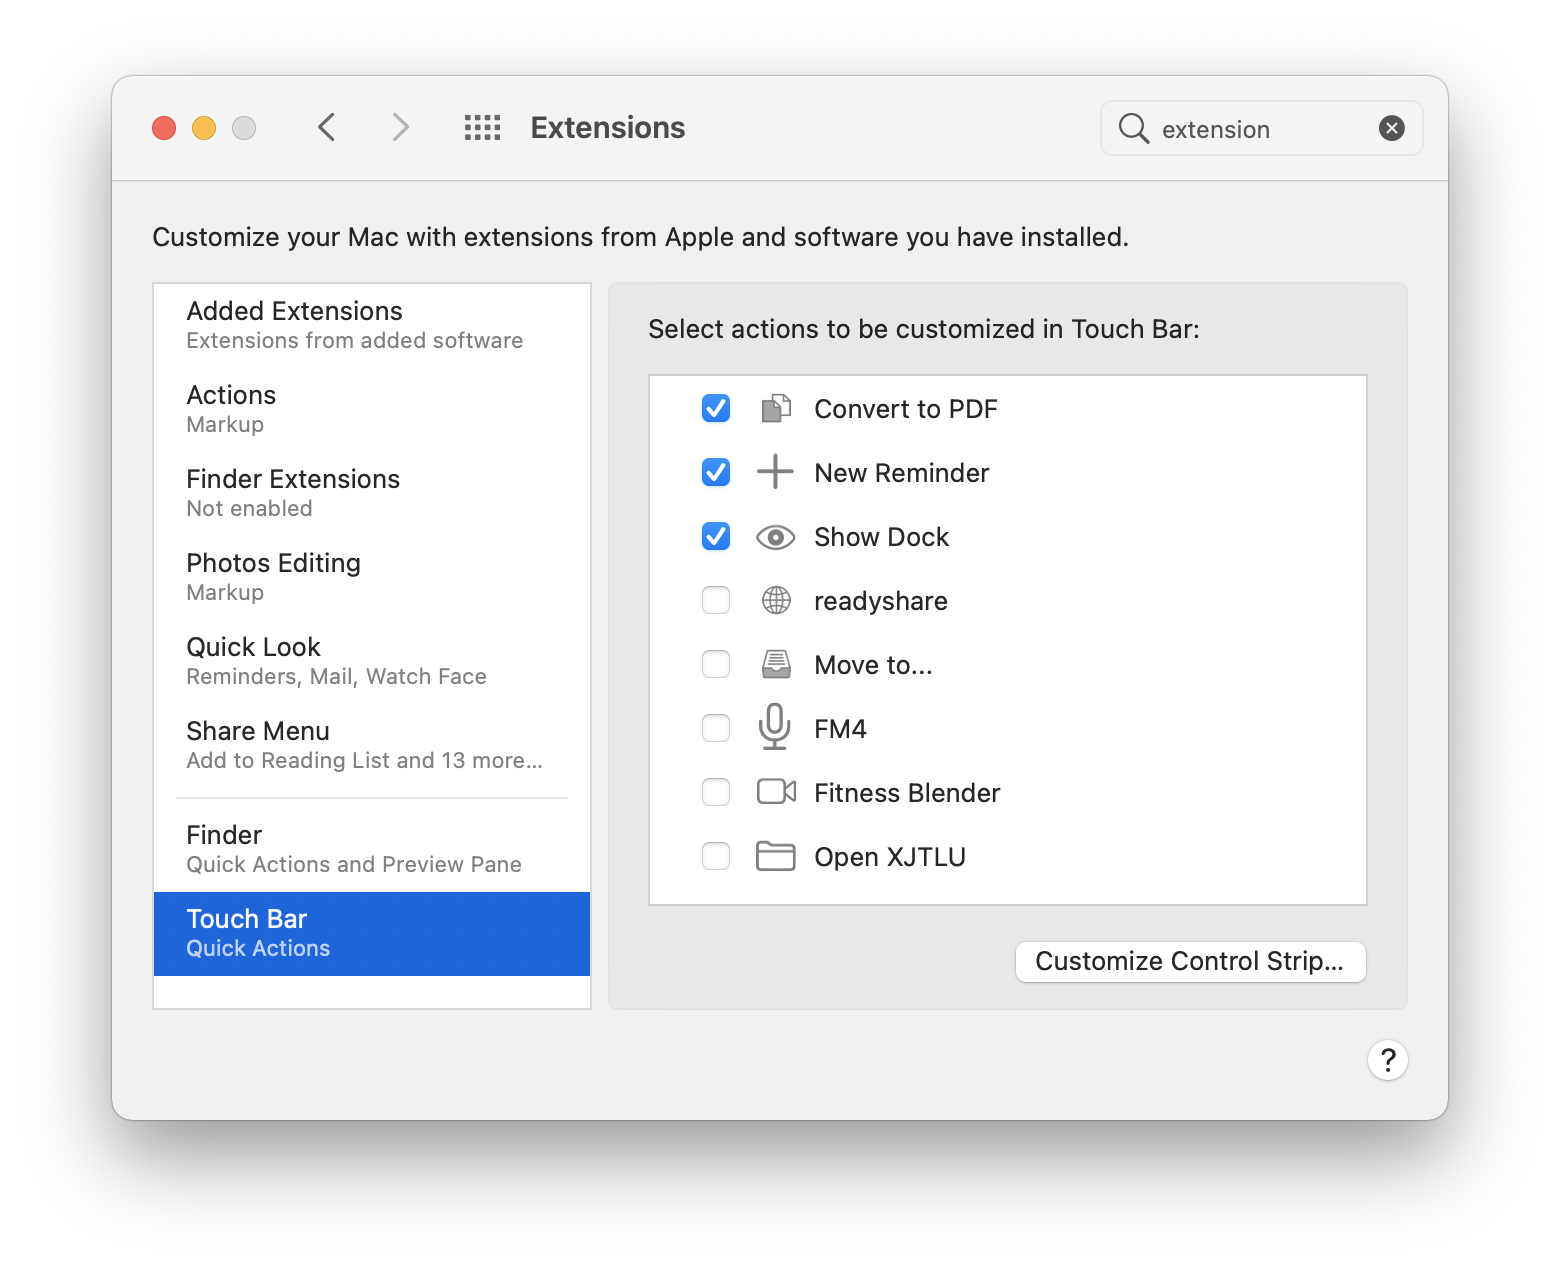 Extensions
extension
Customize your Mac with extensions from Apple and software you have installed.
Added Extensions
Extensions from added software
Actions
Markup
Finder Extensions
Not enabled
Photos Editing
Markup
Quick Look
Reminders, Mail, Watch Face
Share Menu
Add to Reading List and 13 more...
Finder
Quick Actions and Preview Pane
Touch Bar
Quick Actions
Select actions to be customized in Touch Bar:
Convert to PDF
New Reminder
Show Dock
readyshare
Move to...
FM4
Fitness Blender
Open XJTLU
Customize Control Strip...
?